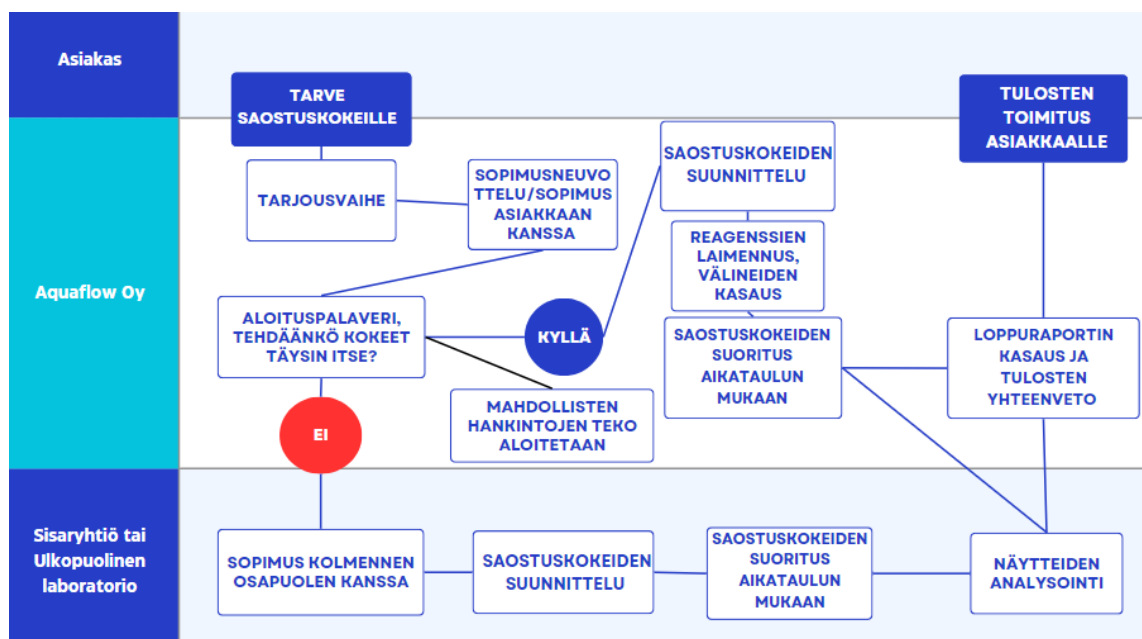 Asiakas
TARVE
SAOSTUSKOKEILLE
TULOSTEN
TOIMITUS
ASIAKKAALLE
Aquaflow Oy
TARJOUSVAIHE
SOPIMUSNEUVO
TTELU/SOPIMUS
ASIAKKAAN
KANSSA
SAOSTUSKOKEIDEN
SUUNNITTELU
REAGENSSIEN
LAIMENNUS,
VÄLINEIDEN
KASAUS
ALOITUSPALAVERI,
TEHDÄÄNKÖ KOKEET
TÄYSIN ITSE?
KYLLÄ
SAOSTUSKOKEIDEN
SUORITUS
AIKATAULUN
MUKAAN
LOPPURAPORTIN
KASAUS JA
TULOSTEN
YHTEENVETO
EI
MAHDOLLISTEN
HANKINTOJEN TEKO
ALOITETAAN
Sisaryhtiö tai
Ulkopuolinen
laboratorio
SOPIMUS KOLMENNEN
OSAPUOLEN KANSSA
SAOSTUSKOKEIDEN
SUUNNITTELU
SAOSTUSKOKEIDEN
SUORITUS
AIKATAULUN
MUKAAN
NÄYTTEIDEN
ANALYSOINTI